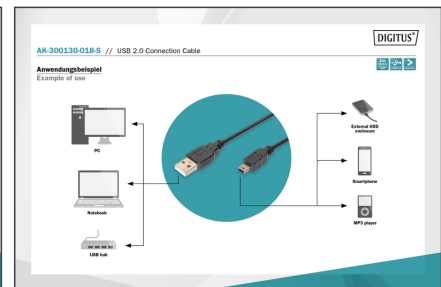 DIGITUS®
AK-300130-018-S // USB 2.0 Connection Cable
Anwendungsbeispiel
Example of use
PC
Notebook
USB hub
External HDD
enclosure
Smartphone
MP3 player